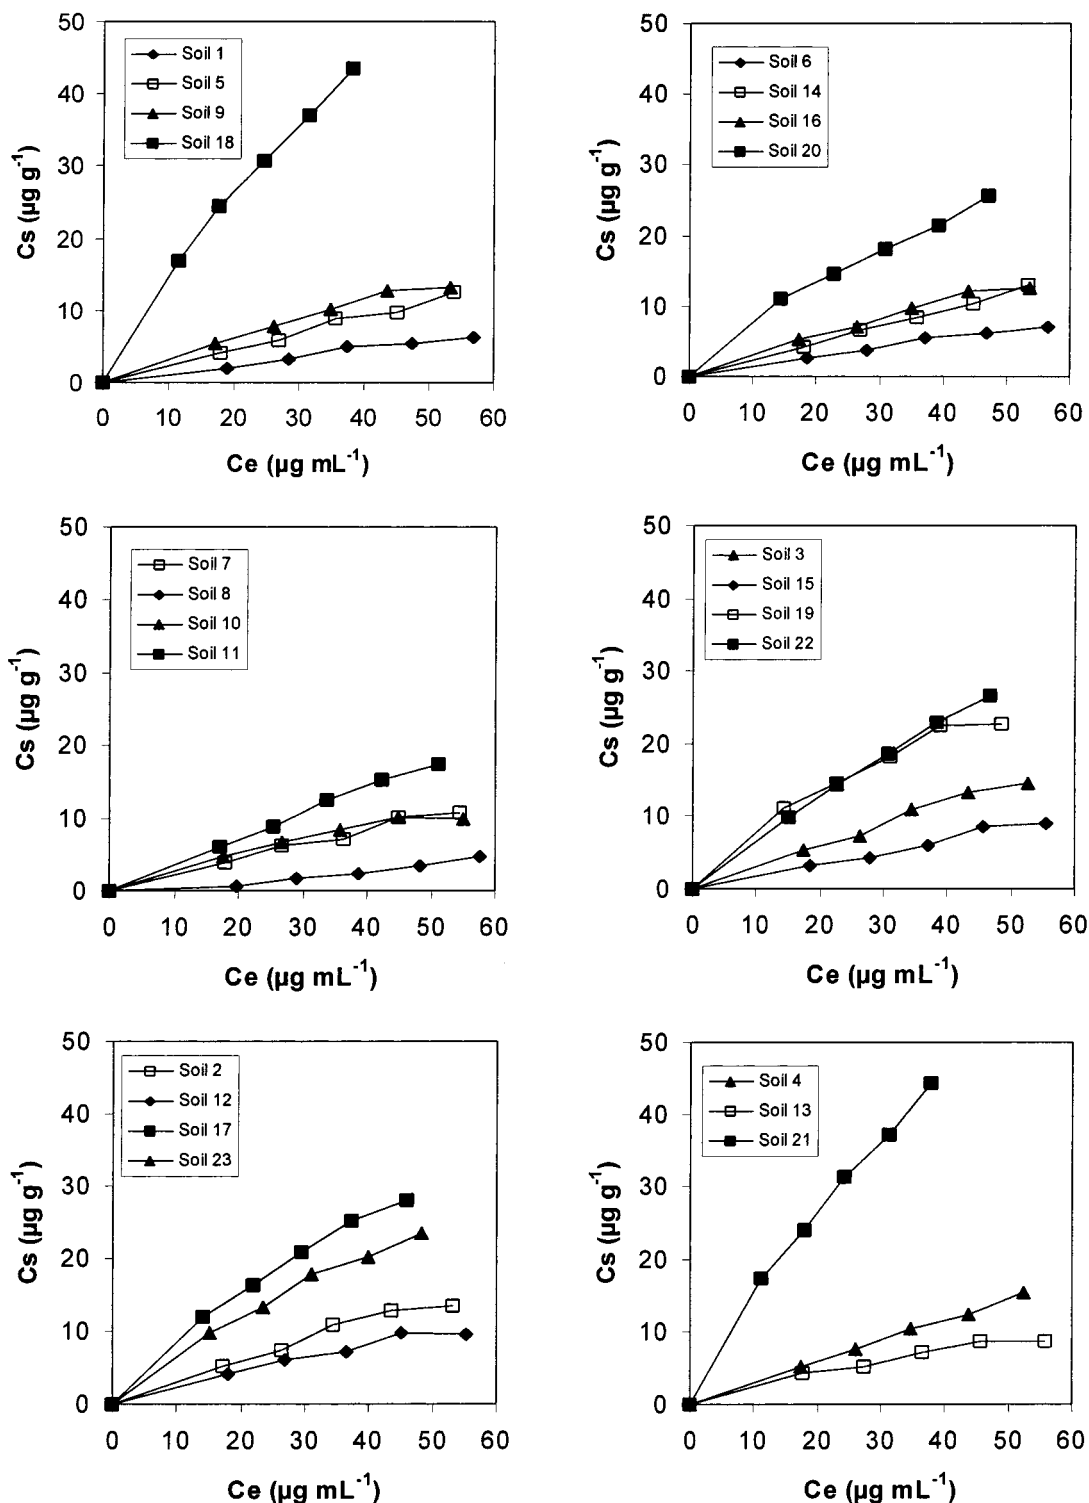 50
40
30
20
10
0
Cs (µg g⁻¹)
Soil 1
Soil 5
Soil 9
Soil 18
0 10 20 30 40 50 60
Ce (µg mL⁻¹)
50
40
30
20
10
0
Cs (µg g⁻¹)
Soil 6
Soil 14
Soil 16
Soil 20
0 10 20 30 40 50 60
Ce (µg mL⁻¹)
50
40
30
20
10
0
Cs (µg g⁻¹)
Soil 7
Soil 8
Soil 10
Soil 11
0 10 20 30 40 50 60
Ce (µg mL⁻¹)
50
40
30
20
10
0
Cs (µg g⁻¹)
Soil 3
Soil 15
Soil 19
Soil 22
0 10 20 30 40 50 60
Ce (µg mL⁻¹)
50
40
30
20
10
0
Cs (µg g⁻¹)
Soil 2
Soil 12
Soil 17
Soil 23
0 10 20 30 40 50 60
Ce (µg mL⁻¹)
50
40
30
20
10
0
Cs (µg g⁻¹)
Soil 4
Soil 13
Soil 21
0 10 20 30 40 50 60
Ce (µg mL⁻¹)